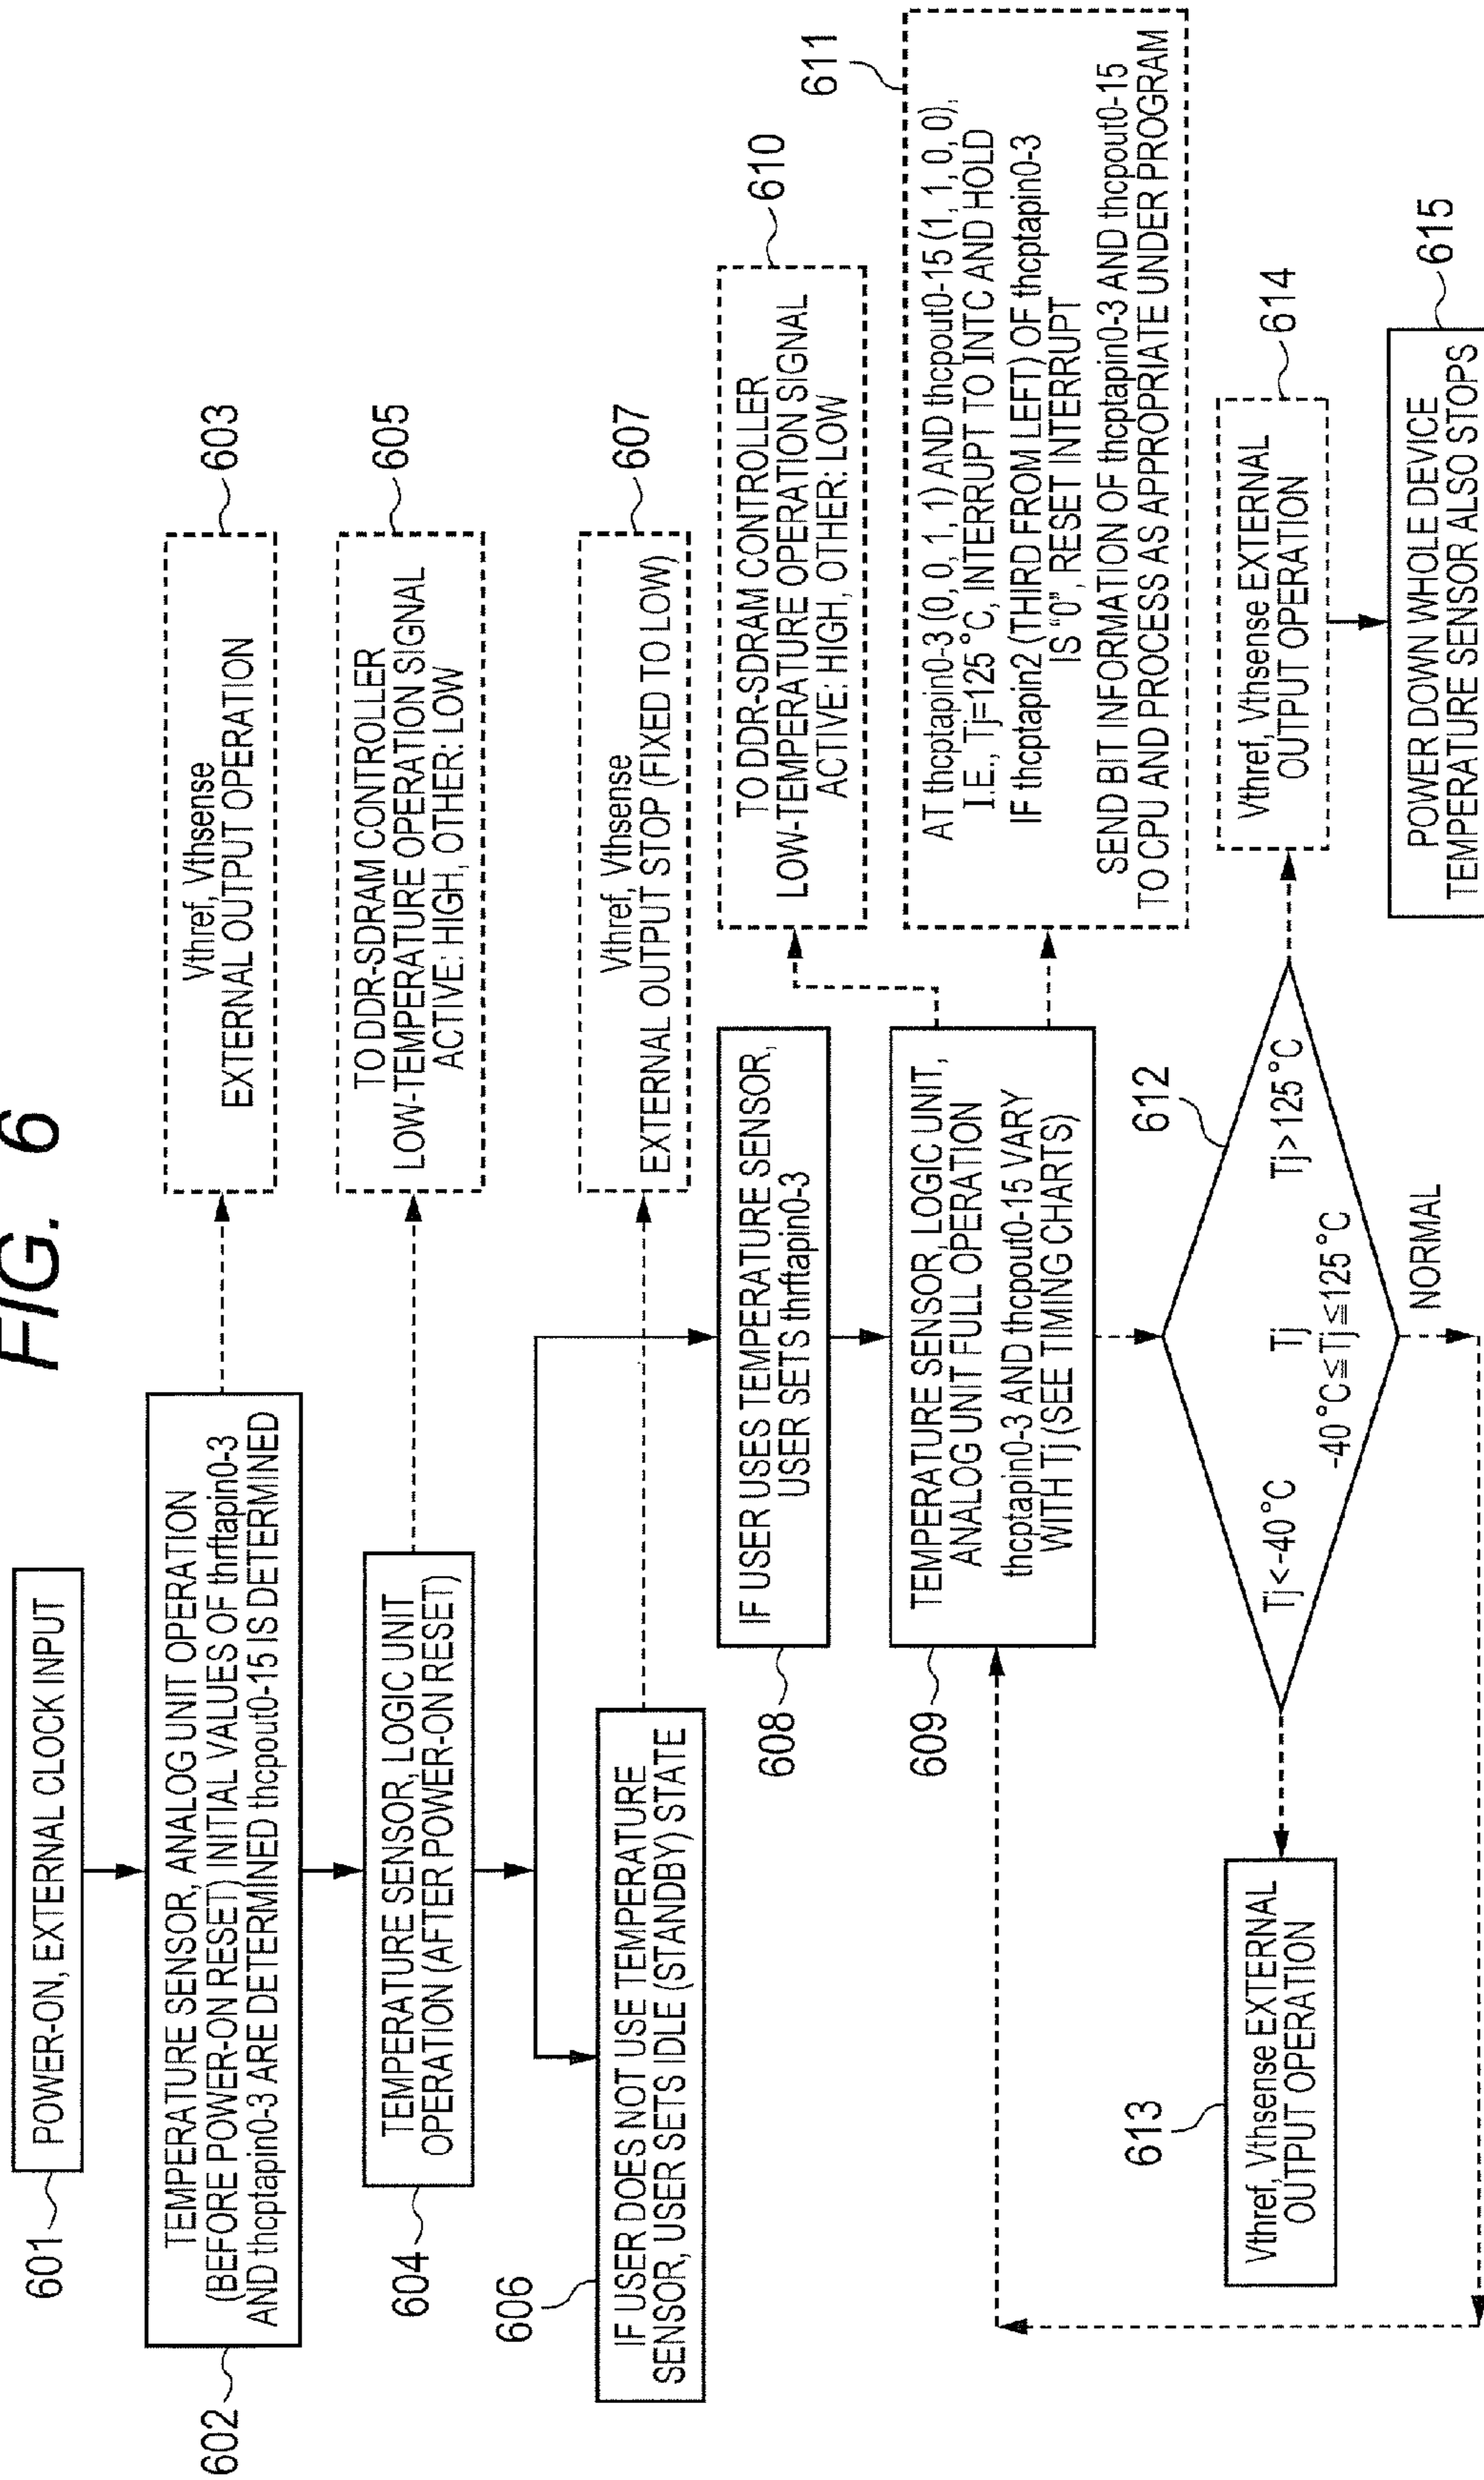 FIG. 6
601
POWER-ON, EXTERNAL CLOCK INPUT
602
TEMPERATURE SENSOR, ANALOG UNIT OPERATION
(BEFORE POWER-ON RESET) INITIAL VALUES OF thrftapin0-3
AND thcptapin0-3 ARE DETERMINED thcpout0-15 IS DETERMINED
603
Vthref, Vthsense
EXTERNAL OUTPUT OPERATION
604
TEMPERATURE SENSOR, LOGIC UNIT
OPERATION (AFTER POWER-ON RESET)
605
TO DDR-SDRAM CONTROLLER
LOW-TEMPERATURE OPERATION SIGNAL
ACTIVE: HIGH, OTHER: LOW
606
IF USER DOES NOT USE TEMPERATURE
SENSOR, USER SETS IDLE (STANDBY) STATE
607
Vthref, Vthsense
EXTERNAL OUTPUT STOP (FIXED TO LOW)
608
IF USER USES TEMPERATURE SENSOR,
USER SETS thrftapin0-3
609
TEMPERATURE SENSOR, LOGIC UNIT,
ANALOG UNIT FULL OPERATION
thcptapin0-3 AND thcpout0-15 VARY
WITH Tj (SEE TIMING CHARTS)
610
TO DDR-SDRAM CONTROLLER
LOW-TEMPERATURE OPERATION SIGNAL
ACTIVE: HIGH, OTHER: LOW
611
AT thcptapin0-3 (0, 0, 1, 1) AND thcpout0-15 (1, 1, 0, 0),
I.E., Tj=125°C, INTERRUPT TO INTC AND HOLD
IF thcptapin2 (THIRD FROM LEFT) OF thcptapin0-3
IS "0", RESET INTERRUPT
SEND BIT INFORMATION OF thcptapin0-3 AND thcpout0-15
TO CPU AND PROCESS AS APPROPRIATE UNDER PROGRAM
612
Tj<-40°C
Tj
-40°C≦Tj≦125°C
Tj>125°C
NORMAL
613
Vthref, Vthsense EXTERNAL
OUTPUT OPERATION
614
Vthref, Vthsense EXTERNAL
OUTPUT OPERATION
615
POWER DOWN WHOLE DEVICE
TEMPERATURE SENSOR ALSO STOPS